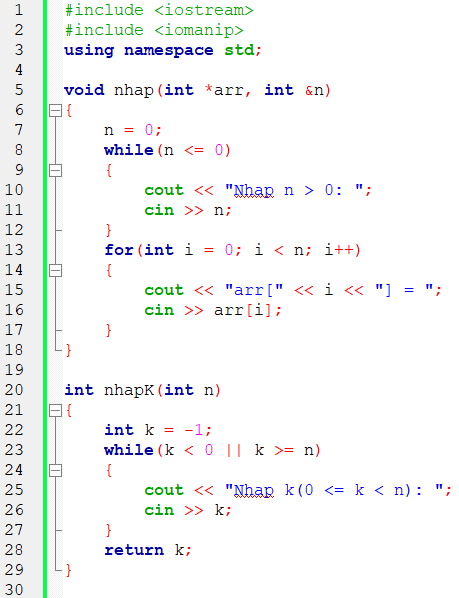 1 #include <iostream>
2 #include <iomanip>
3 using namespace std;
4
5 void nhap(int *arr, int &n)
6 {
7 n = 0;
8 while(n <= 0)
9 {
10 cout << "Nhap n > 0: ";
11 cin >> n;
12 }
13 for(int i = 0; i < n; i++)
14 {
15 cout << "arr[" << i << "] = ";
16 cin >> arr[i];
17 }
18 }
19
20 int nhapK(int n)
21 {
22 int k = -1;
23 while(k < 0 || k >= n)
24 {
25 cout << "Nhap k(0 <= k < n): ";
26 cin >> k;
27 }
28 return k;
29 }
30